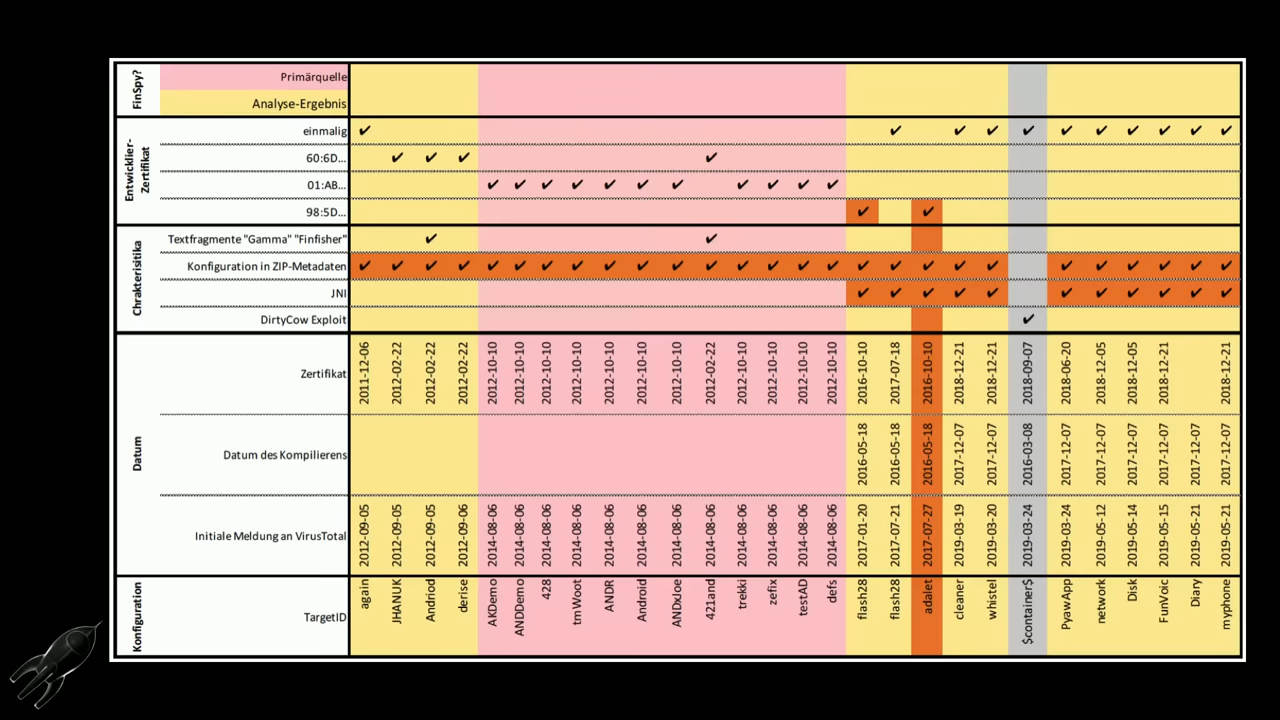 FinSpy?
Primärquelle
Analyse-Ergebnis
Entwicklier-
Zertifikat
einmalig ✔ ✔ ✔ ✔ ✔ ✔ ✔ ✔ ✔ ✔ ✔
60:6D... ✔ ✔ ✔ ✔
01:AB... ✔ ✔ ✔ ✔ ✔ ✔ ✔ ✔ ✔ ✔ ✔
98:5D... ✔ ✔
Chrakterisitika
Textfragmente "Gamma" "Finfisher" ✔ ✔
Konfiguration in ZIP-Metadaten ✔ ✔ ✔ ✔ ✔ ✔ ✔ ✔ ✔ ✔ ✔ ✔ ✔ ✔ ✔ ✔ ✔ ✔ ✔ ✔ ✔ ✔ ✔ ✔ ✔ ✔
JNI ✔ ✔ ✔ ✔ ✔ ✔ ✔ ✔ ✔ ✔ ✔
DirtyCow Exploit ✔
Datum
Zertifikat 2011-12-06 2012-02-22 2012-02-22 2012-02-22 2012-10-10 2012-10-10 2012-10-10 2012-10-10 2012-10-10 2012-10-10 2012-10-10 2012-02-22 2012-10-10 2012-10-10 2012-10-10 2012-10-10 2016-10-10 2017-07-18 2016-10-10 2018-12-21 2018-12-21 2018-09-07 2018-06-20 2018-12-05 2018-12-05 2018-12-21 2018-12-21
Datum des Kompilierens 2016-05-18 2016-05-18 2016-05-18 2017-12-07 2017-12-07 2016-03-08 2017-12-07 2017-12-07 2017-12-07 2017-12-07 2017-12-07 2017-12-07
Initiale Meldung an VirusTotal 2012-09-05 2012-09-05 2012-09-05 2012-09-06 2014-08-06 2014-08-06 2014-08-06 2014-08-06 2014-08-06 2014-08-06 2014-08-06 2014-08-06 2014-08-06 2014-08-06 2014-08-06 2014-08-06 2017-01-20 2017-07-21 2017-07-27 2019-03-19 2019-03-20 2019-03-24 2019-03-24 2019-05-12 2019-05-14 2019-05-15 2019-05-21 2019-05-21
Konfiguration
TargetID again JHANUK Andriod derise AKDemo ANDDemo 428 tmWoot ANDR Android ANDxJoe 421and trekki zefix testAD defs flash28 flash28 adalet cleaner whistel $container$ PyawApp network Disk FunVoic Diary myphone